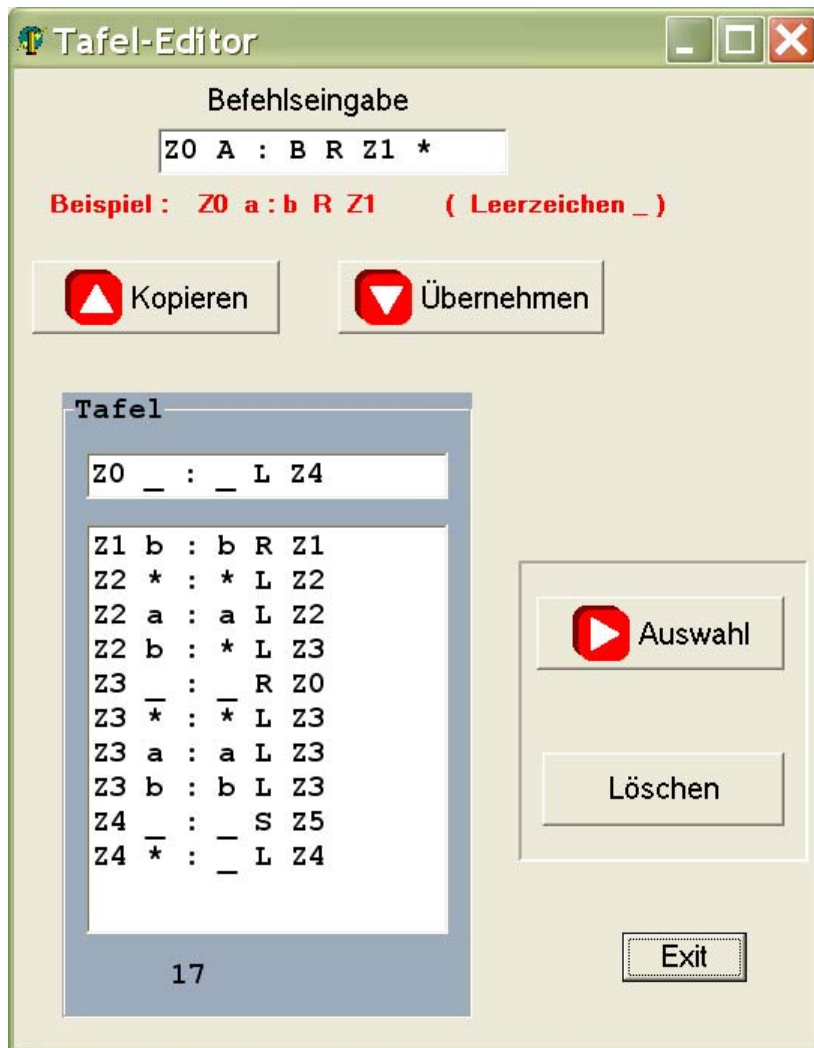 Tafel-Editor
Befehlseingabe
Z0 A : B R Z1 *
Beispiel : Z0 a : b R Z1 ( Leerzeichen _ )
Kopieren Übernehmen
Tafel
Z0 _ : _ L Z4
Z1 b : b R Z1
Z2 * : * L Z2
Z2 a : a L Z2
Z2 b : * L Z3
Z3 _ : _ R Z0
Z3 * : * L Z3
Z3 a : a L Z3
Z3 b : b L Z3
Z4 _ : _ S Z5
Z4 * : _ L Z4
Auswahl
Löschen
17
Exit